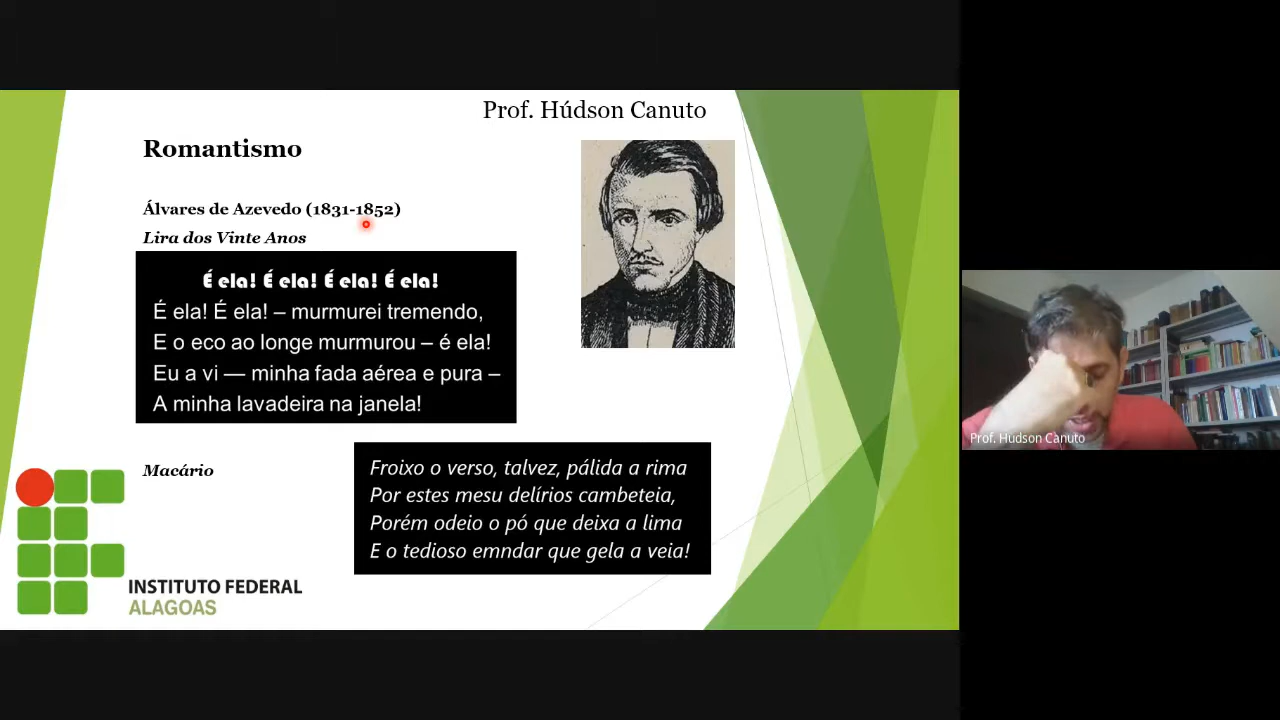 Prof. Húdson Canuto
Romantismo
Álvares de Azevedo (1831-1852)
Lira dos Vinte Anos
É ela! É ela! É ela! É ela!
É ela! É ela! – murmurei tremendo,
E o eco ao longe murmurou – é ela!
Eu a vi — minha fada aérea e pura –
A minha lavadeira na janela!
Macário
Froixo o verso, talvez, pálida a rima
Por estes mesu delírios cambeteia,
Porém odeio o pó que deixa a lima
E o tedioso emndar que gela a veia!
INSTITUTO FEDERAL
ALAGOAS
Prof. Hudson Canuto